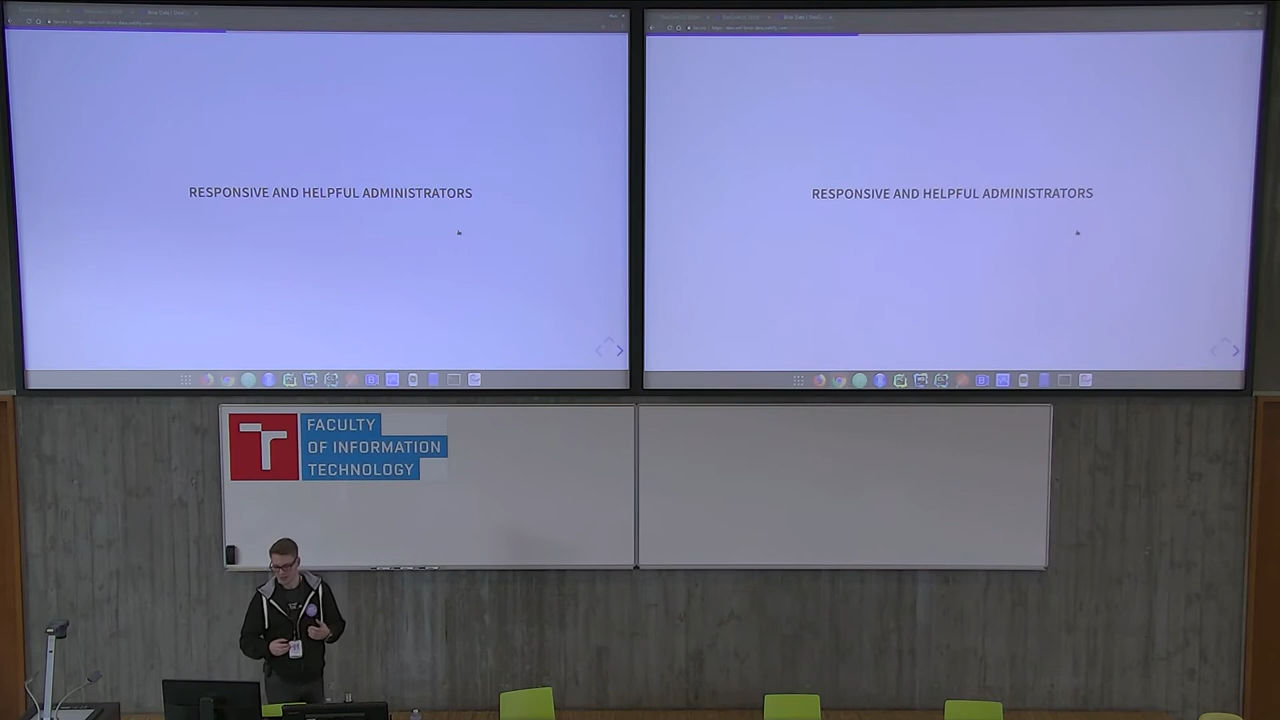 RESPONSIVE AND HELPFUL ADMINISTRATORS
RESPONSIVE AND HELPFUL ADMINISTRATORS
FACULTY
OF INFORMATION
TECHNOLOGY